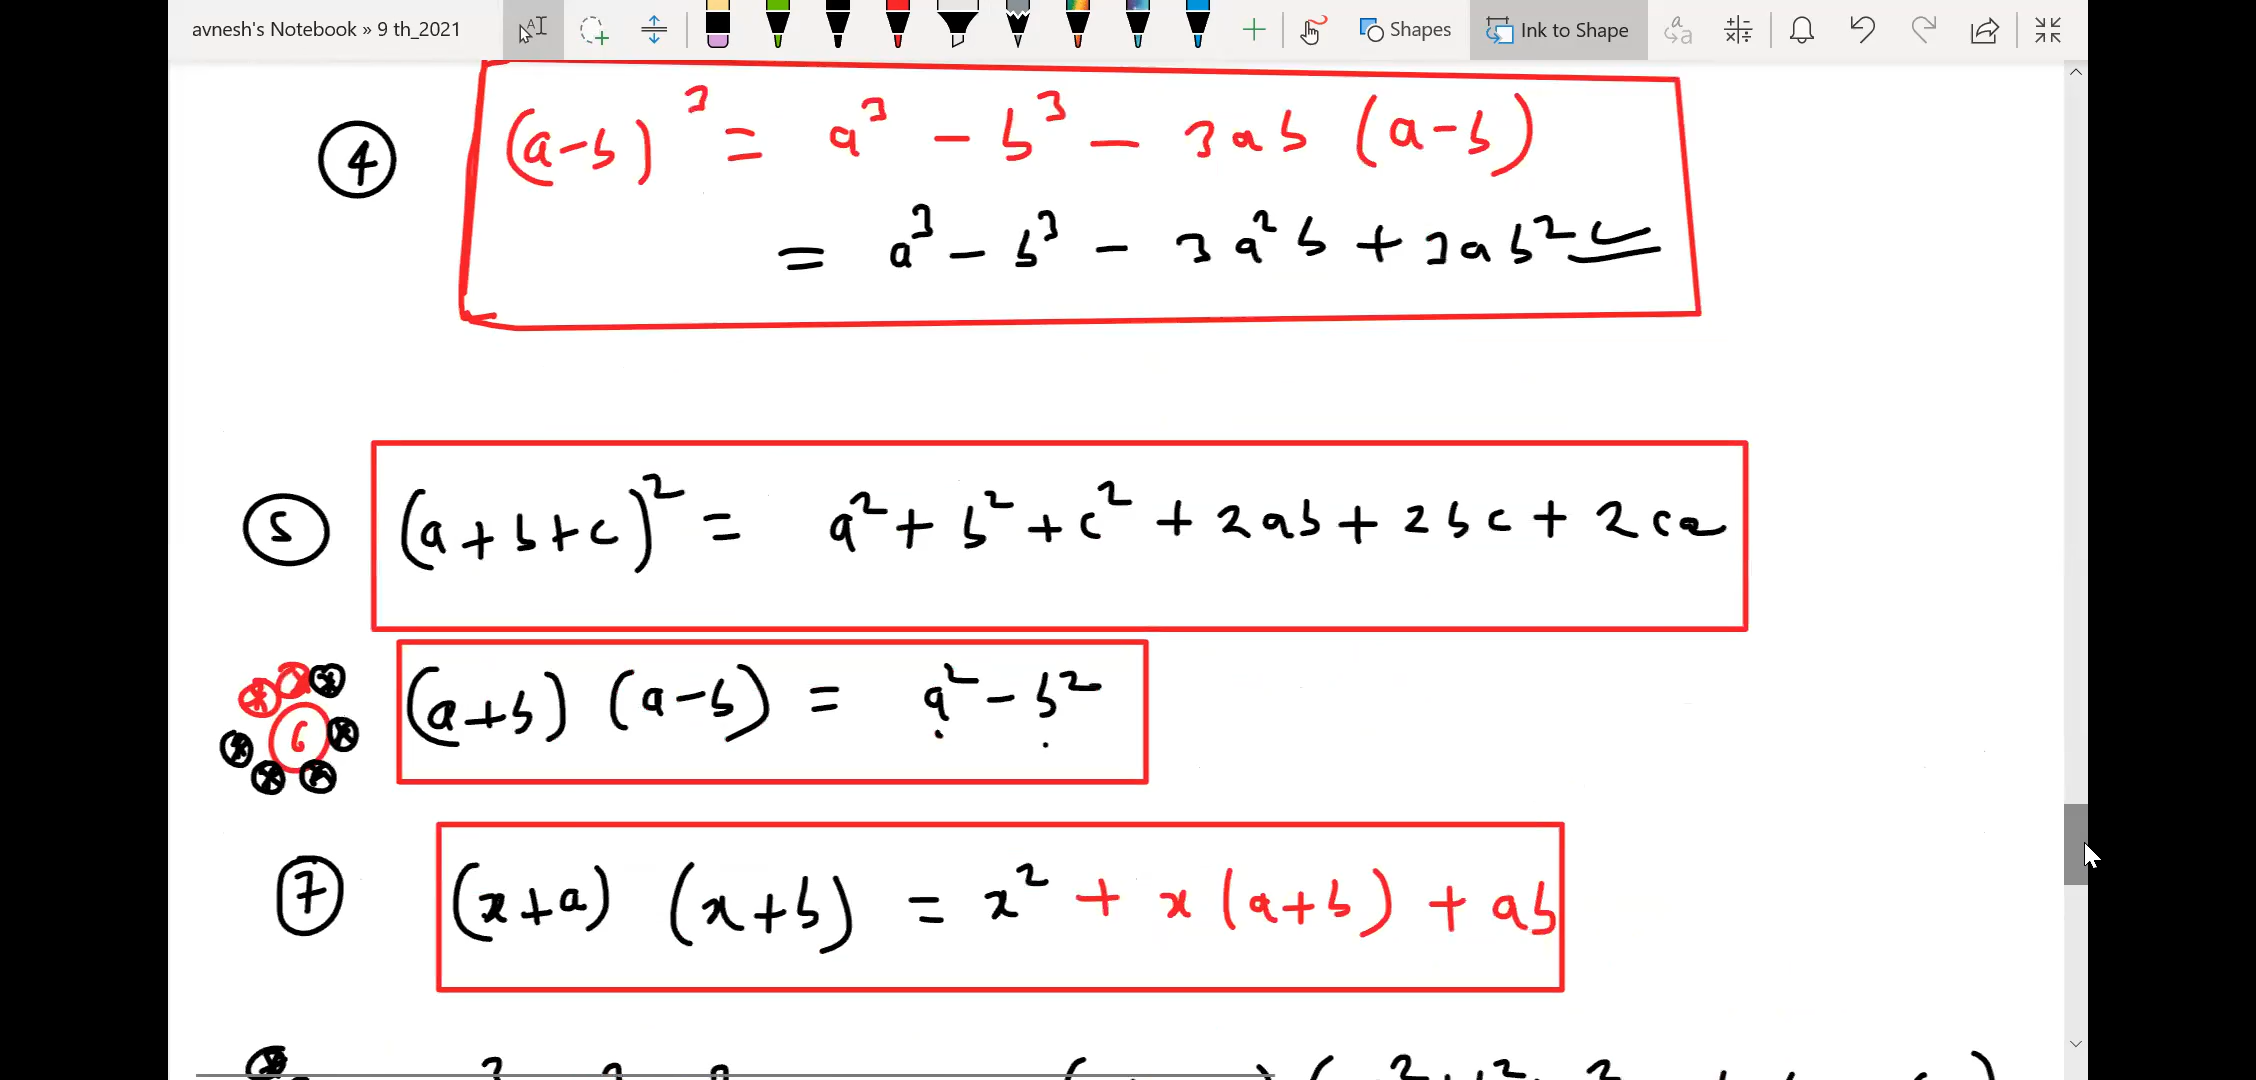 avnesh's Notebook » 9 th_2021
Shapes
Ink to Shape
4
(a-b)³ = a³ - b³ - 3ab (a-b)
= a³ - b³ - 3a²b + 3ab²
5
(a+b+c)² = a² + b² + c² + 2ab + 2bc + 2ca
6
(a+b) (a-b) = a² - b²
7
(x+a) (x+b) = x² + x(a+b) + ab